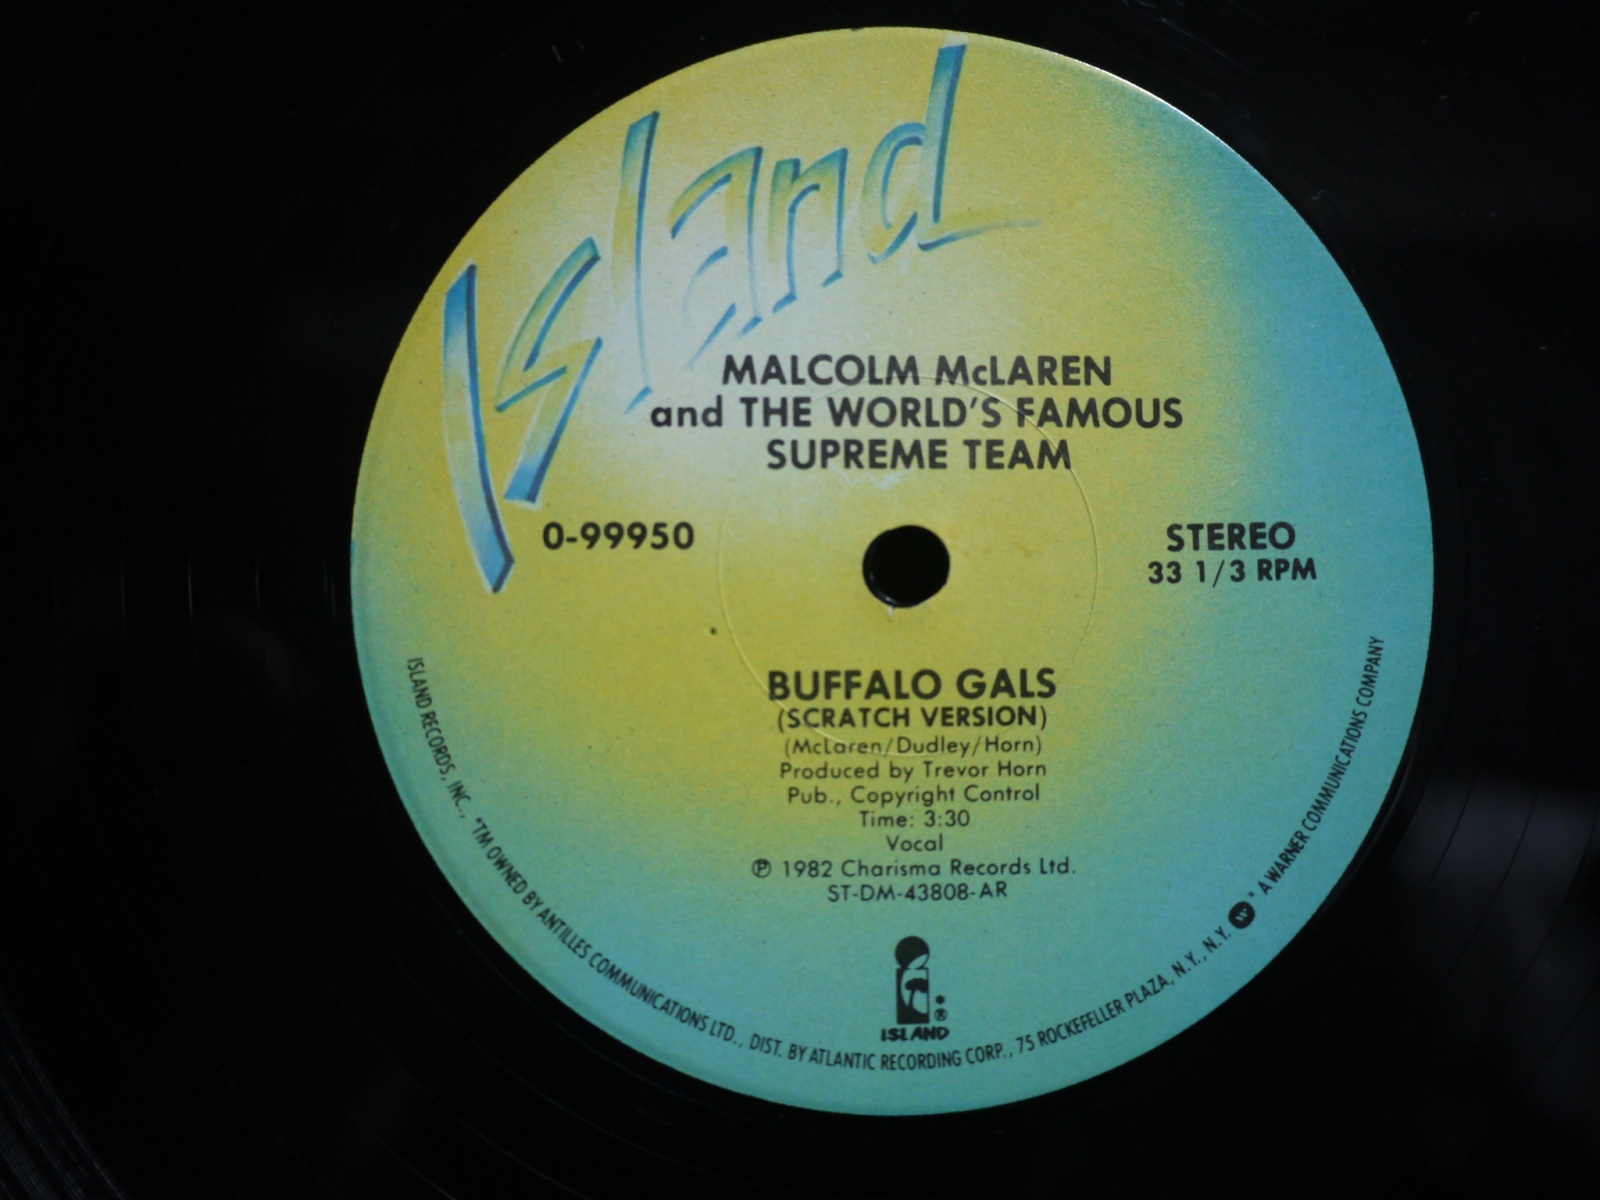 Island
MALCOLM McLAREN
and THE WORLD'S FAMOUS
SUPREME TEAM
0-99950
STEREO
33 1/3 RPM
BUFFALO GALS
(SCRATCH VERSION)
(McLaren/Dudley/Horn)
Produced by Trevor Horn
Pub., Copyright Control
Time: 3:30
Vocal
℗ 1982 Charisma Records Ltd.
ST-DM-43808-AR
®
ISLAND
ISLAND RECORDS, INC., *TM OWNED BY ANTILLES COMMUNICATIONS LTD., DIST. BY ATLANTIC RECORDING CORP., 75 ROCKEFELLER PLAZA, N.Y., N.Y. W * A WARNER COMMUNICATIONS COMPANY